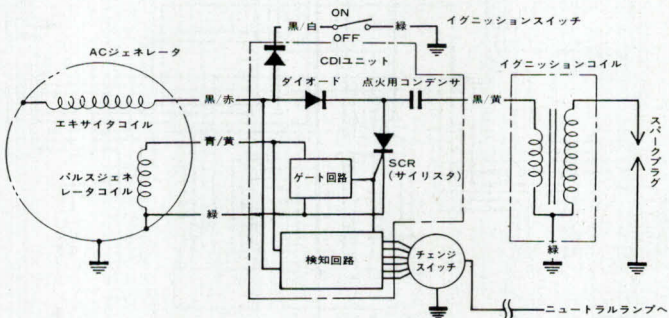 ON
黒/白
緑
OFF
イグニッションスイッチ
ACジェネレータ
CDIユニット
イグニッションコイル
ダイオード
点火用コンデンサ
黒/赤
黒/黄
エキサイタコイル
青/黄
パルスジェネ
レータコイル
ゲート回路
SCR
(サイリスタ)
スパークプラグ
緑
緑
検知回路
チェンジ
スイッチ
ニュートラルランプへ